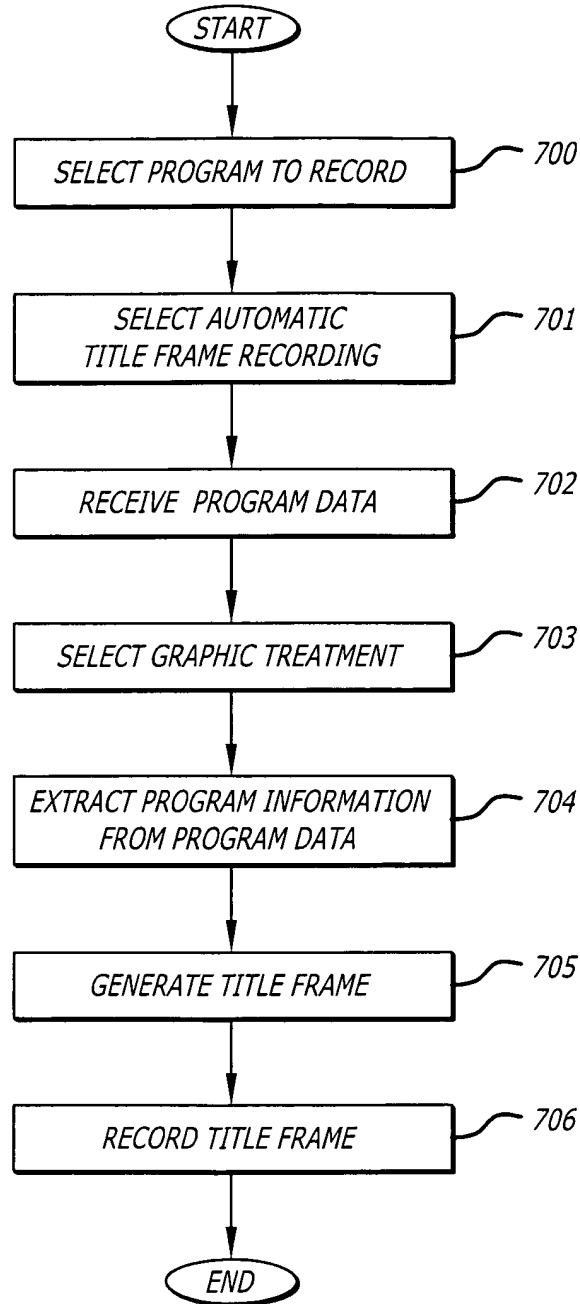 START
SELECT PROGRAM TO RECORD
700
SELECT AUTOMATIC
TITLE FRAME RECORDING
701
RECEIVE PROGRAM DATA
702
SELECT GRAPHIC TREATMENT
703
EXTRACT PROGRAM INFORMATION
FROM PROGRAM DATA
704
GENERATE TITLE FRAME
705
RECORD TITLE FRAME
706
END